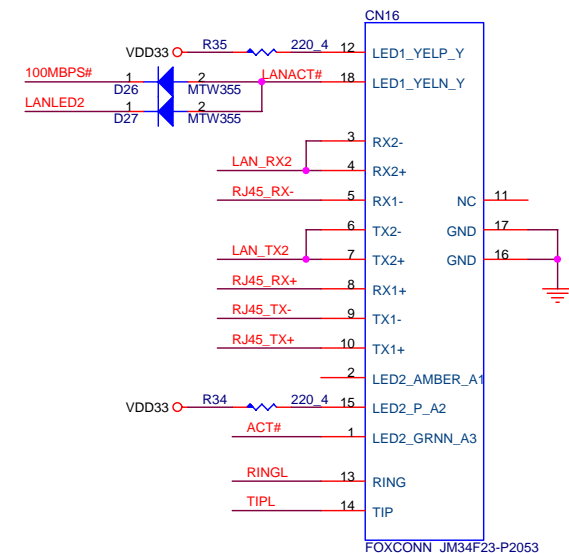 CN16
VDD33 R35 220_4 12 LED1_YELP_Y
100MBPS# 1 2 LANACT# 18 LED1_YELN_Y
D26 MTW355
LANLED2 1 2
D27 MTW355
3 RX2-
LAN_RX2 4 RX2+
RJ45_RX- 5 RX1- NC 11
6 TX2- GND 17
LAN_TX2 7 TX2+ GND 16
RJ45_RX+ 8 RX1+
RJ45_TX- 9 TX1-
RJ45_TX+ 10 TX1+
2 LED2_AMBER_A1
VDD33 R34 220_4 15 LED2_P_A2
ACT# 1 LED2_GRNN_A3
RINGL 13 RING
TIPL 14 TIP
FOXCONN JM34F23-P2053